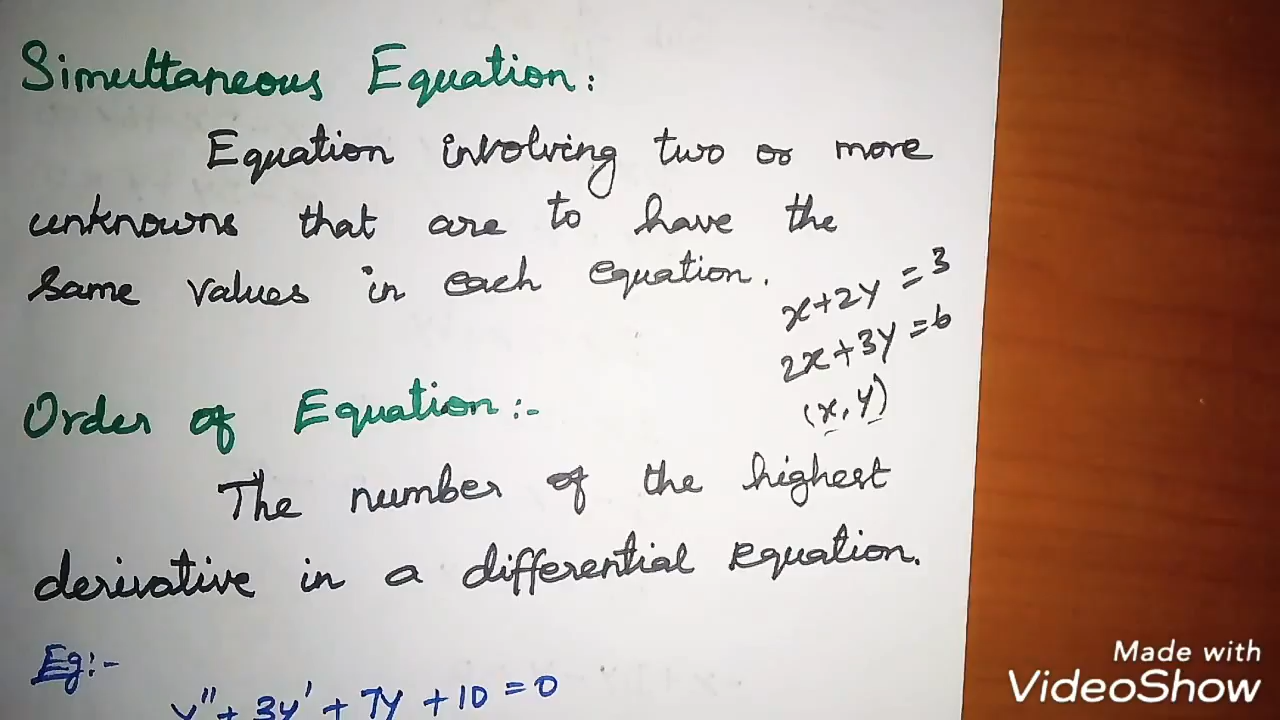 Simultaneous Equation:
Equation involving two or more
unknowns that are to have the
same values in each equation.
x+2y = 3
2x+3y = 6
(x, y)
Order of Equation:-
The number of the highest
derivative in a differential equation.
Eg:-
y'' + 3y' + 7y + 10 = 0
Made with
VideoShow